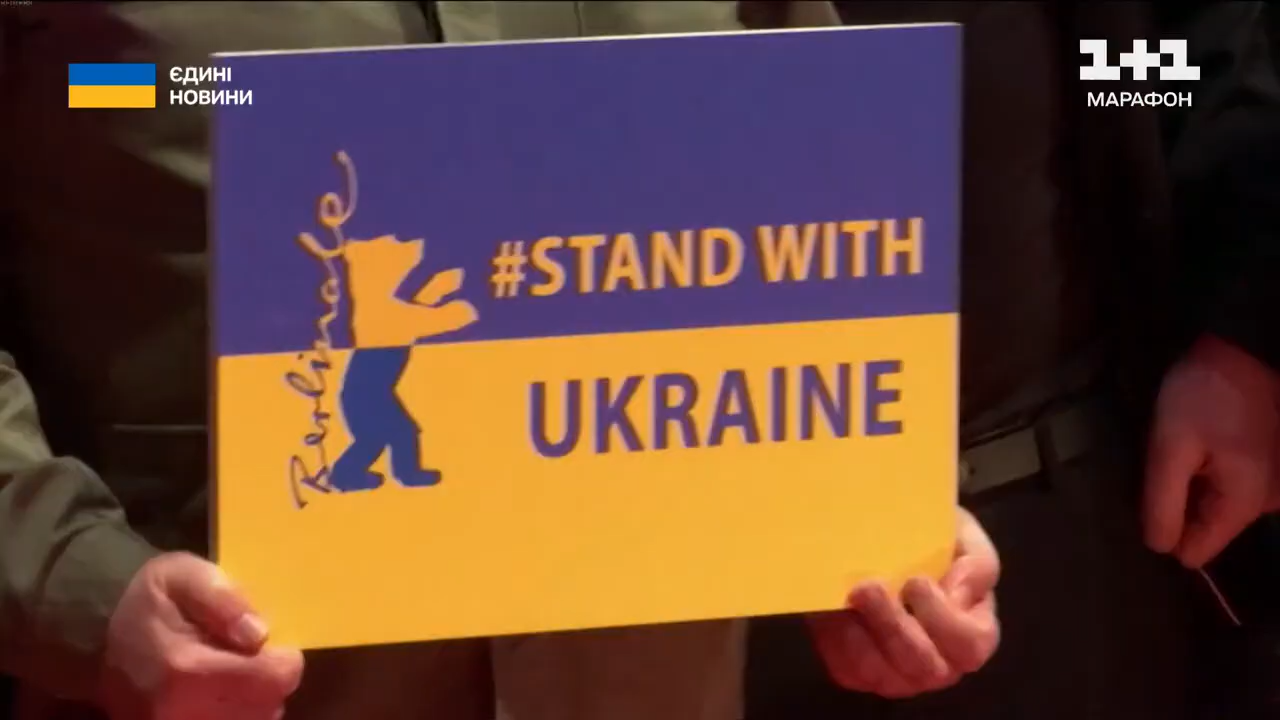 ЄДИНІ
НОВИНИ
1+1
МАРАФОН
Berlinale
#STAND WITH
UKRAINE